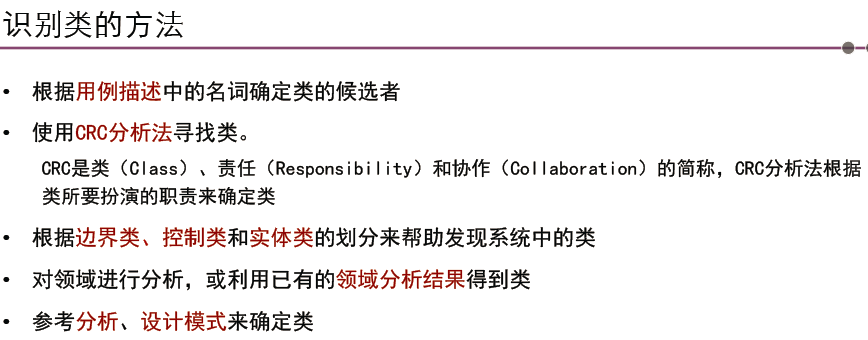 识别类的方法
• 根据用例描述中的名词确定类的候选者
• 使用CRC分析法寻找类。
CRC是类（Class）、责任（Responsibility）和协作（Collaboration）的简称，CRC分析法根据
类所要扮演的职责来确定类
• 根据边界类、控制类和实体类的划分来帮助发现系统中的类
• 对领域进行分析，或利用已有的领域分析结果得到类
• 参考分析、设计模式来确定类